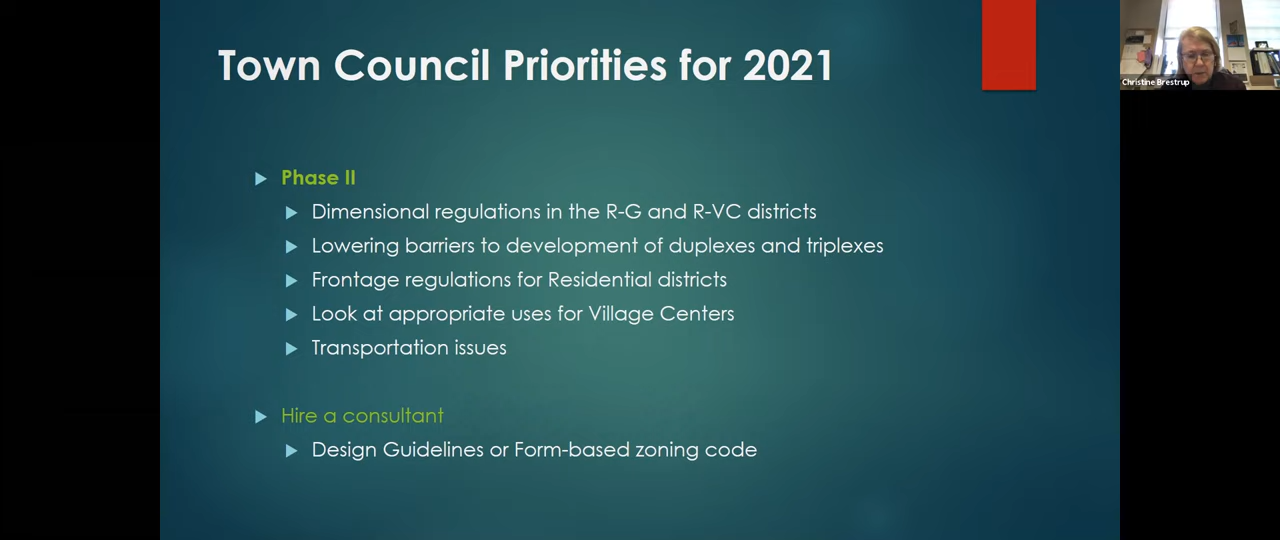 Town Council Priorities for 2021
Christine Brestrup
Phase II
Dimensional regulations in the R-G and R-VC districts
Lowering barriers to development of duplexes and triplexes
Frontage regulations for Residential districts
Look at appropriate uses for Village Centers
Transportation issues
Hire a consultant
Design Guidelines or Form-based zoning code